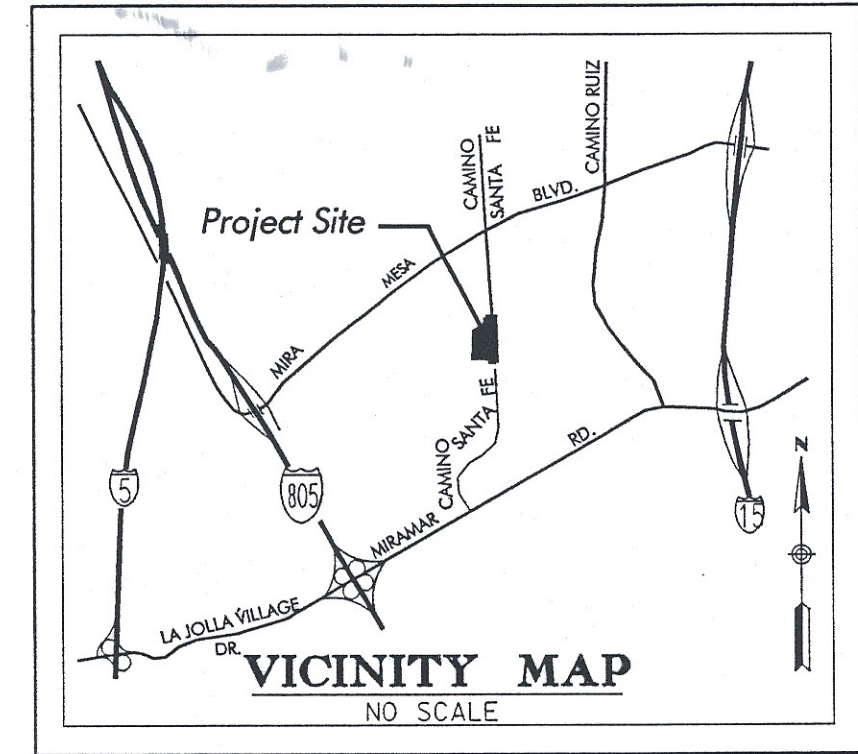 CAMINO
SANTA FE
CAMINO RUIZ
BLVD.
Project Site
MESA
MIRA
CAMINO
SANTA FE
RD.
5
805
MIRAMAR
15
N
LA JOLLA VILLAGE
DR.
VICINITY MAP
NO SCALE